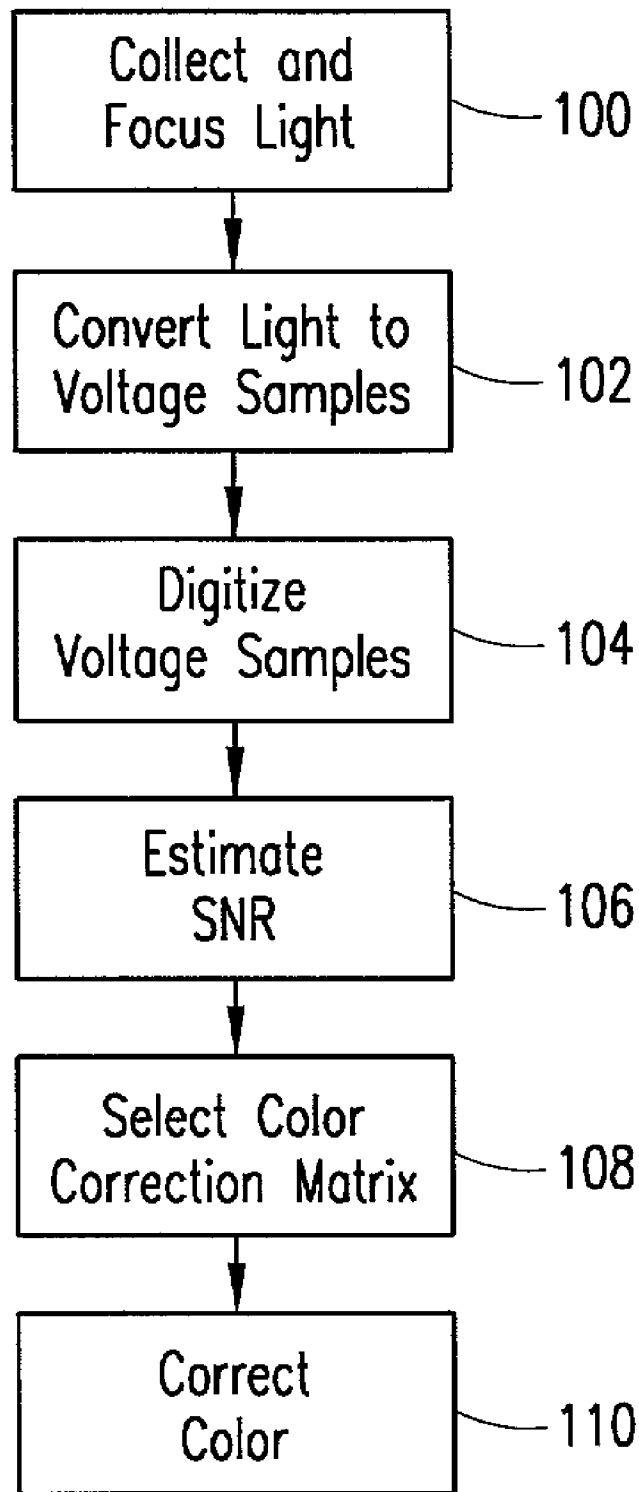 Collect and
Focus Light
100
Convert Light to
Voltage Samples
102
Digitize
Voltage Samples
104
Estimate
SNR
106
Select Color
Correction Matrix
108
Correct
Color
110